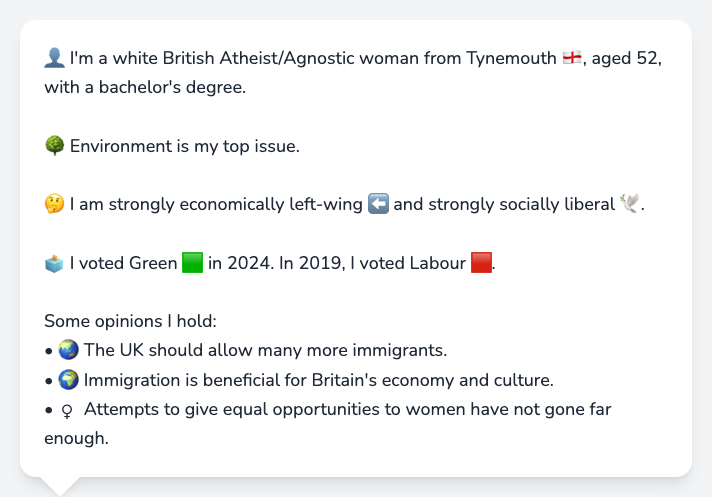 👤 I'm a white British Atheist/Agnostic woman from Tynemouth 🏴󠁧󠁢󠁥󠁮󠁧󠁿, aged 52,
with a bachelor's degree.
🌳 Environment is my top issue.
🤔 I am strongly economically left-wing ⬅️ and strongly socially liberal 🕊️.
🗳️ I voted Green 🟩 in 2024. In 2019, I voted Labour 🟥.
Some opinions I hold:
• 🌏 The UK should allow many more immigrants.
• 🌍 Immigration is beneficial for Britain's economy and culture.
• ♀ Attempts to give equal opportunities to women have not gone far
enough.